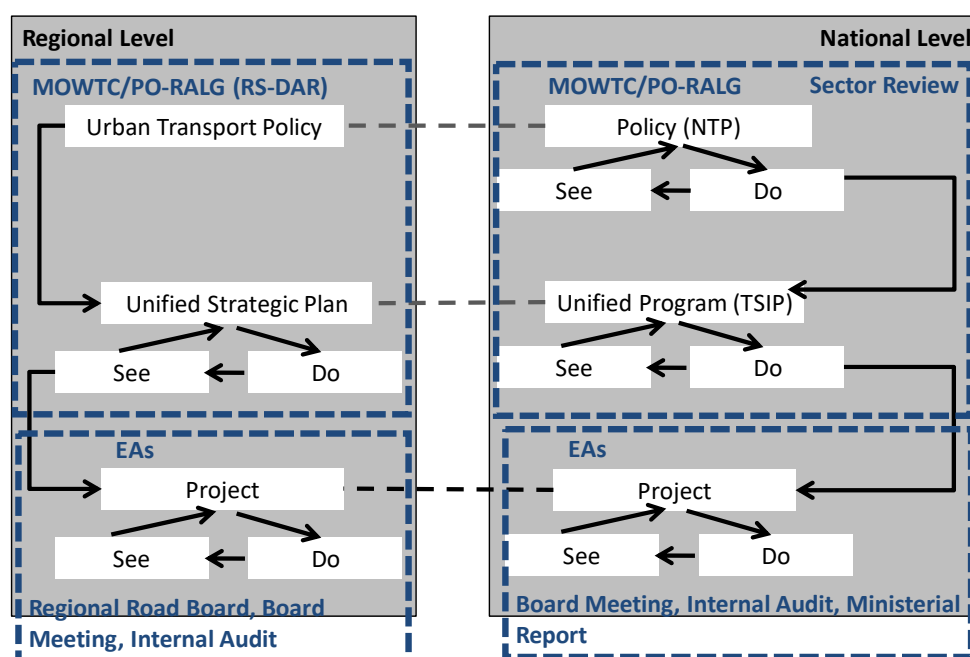 Regional Level
MOWTC/PO-RALG (RS-DAR)
Urban Transport Policy
Unified Strategic Plan
See
Do
EAs
Project
See
Do
Regional Road Board, Board
Meeting, Internal Audit
National Level
MOWTC/PO-RALG
Sector Review
Policy (NTP)
See
Do
Unified Program (TSIP)
See
Do
EAs
Project
See
Do
Board Meeting, Internal Audit, Ministerial
Report